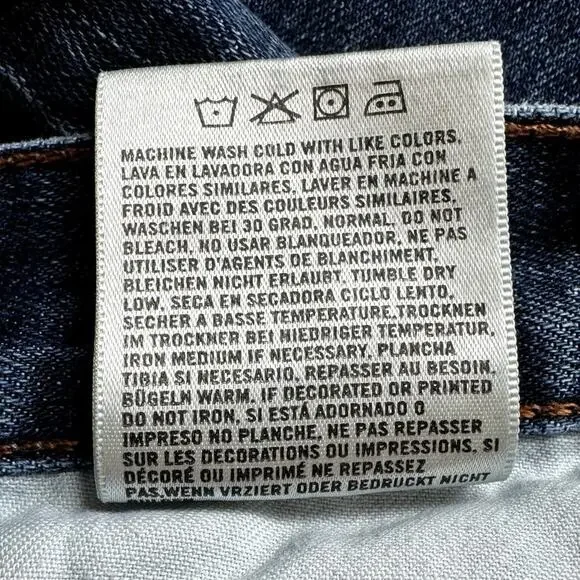 MACHINE WASH COLD WITH LIKE COLORS.
LAVA EN LAVADORA CON AGUA FRIA CON
COLORES SIMILARES. LAVER EN MACHINE A
FROID AVEC DES COULEURS SIMILAIRES.
WASCHEN BEI 30 GRAD. NORMAL. DO NOT
BLEACH. NO USAR BLANQUEADOR. NE PAS
UTILISER D'AGENTS DE BLANCHIMENT.
BLEICHEN NICHT ERLAUBT. TUMBLE DRY
LOW. SECA EN SECADORA CICLO LENTO.
SECHER A BASSE TEMPERATURE.TROCKNEN
IM TROCKNER BEI NIEDRIGER TEMPERATUR.
IRON MEDIUM IF NECESSARY. PLANCHA
TIBIA SI NECESARIO. REPASSER AU BESOIN.
BÜGELN WARM. IF DECORATED OR PRINTED
DO NOT IRON. SI ESTÁ ADORNADO O
IMPRESO NO PLANCHE. NE PAS REPASSER
SUR LES DECORATIONS OU IMPRESSIONS. SI
DÉCORÉ OU IMPRIMÉ NE REPASSEZ
PAS.WENN VRZIERT ODER BEDRUCKT NICHT